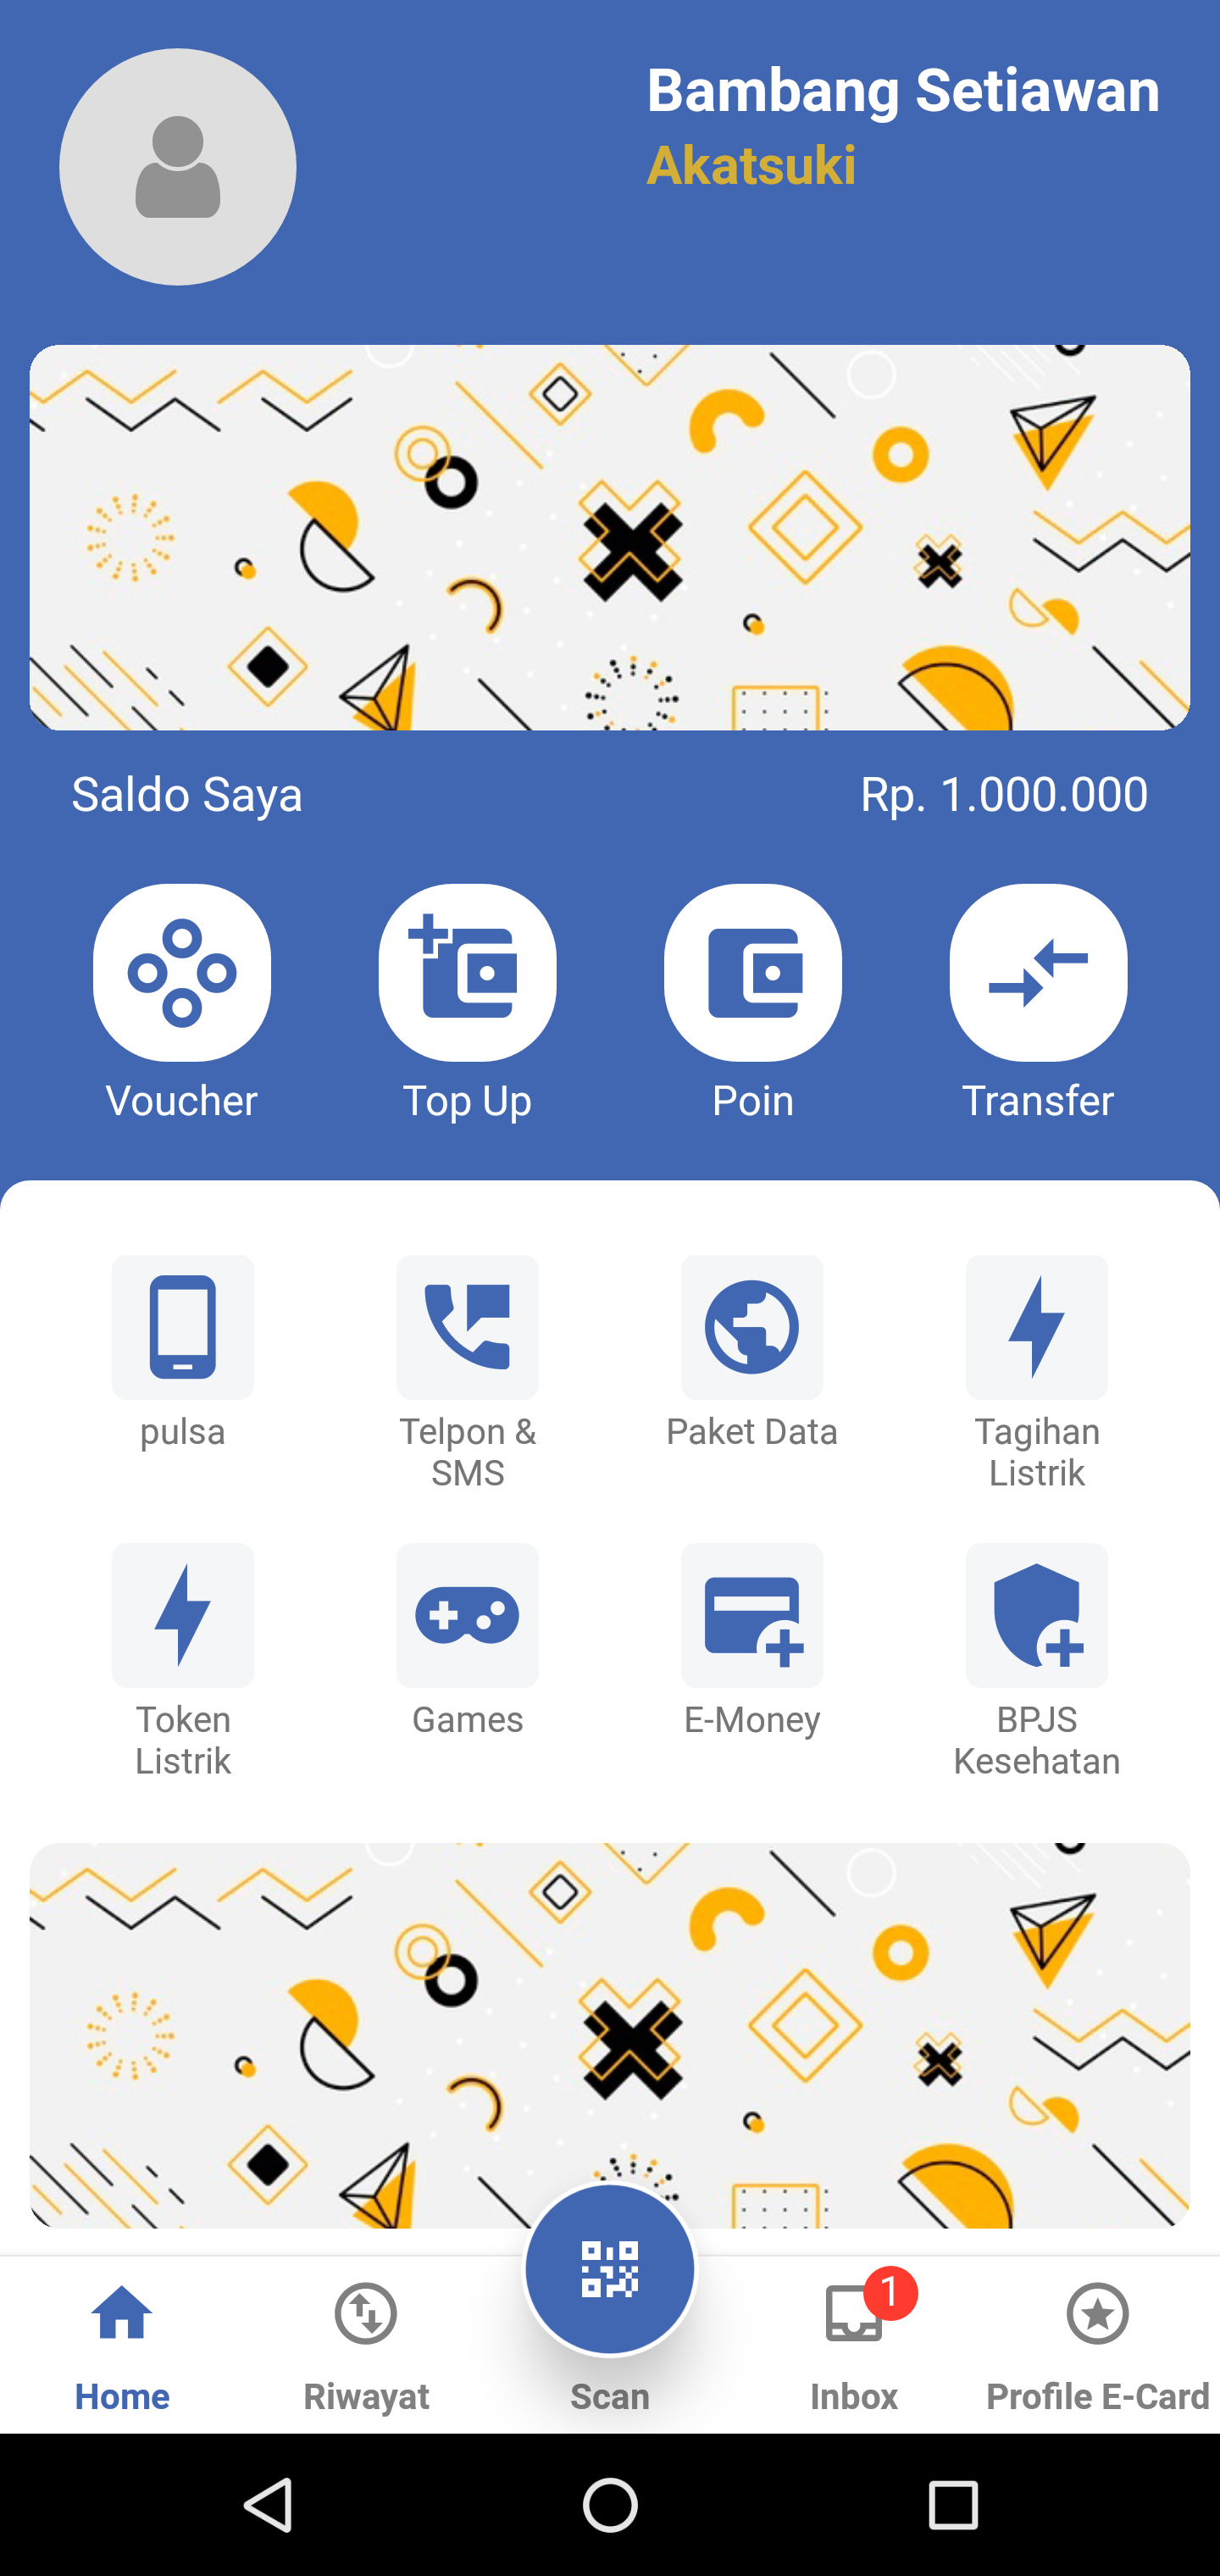 Bambang Setiawan
Akatsuki
Saldo Saya
Rp. 1.000.000
Voucher
Top Up
Poin
Transfer
pulsa
Telpon &
SMS
Paket Data
Tagihan
Listrik
Token
Listrik
Games
E-Money
BPJS
Kesehatan
1
Home
Riwayat
Scan
Inbox
Profile E-Card